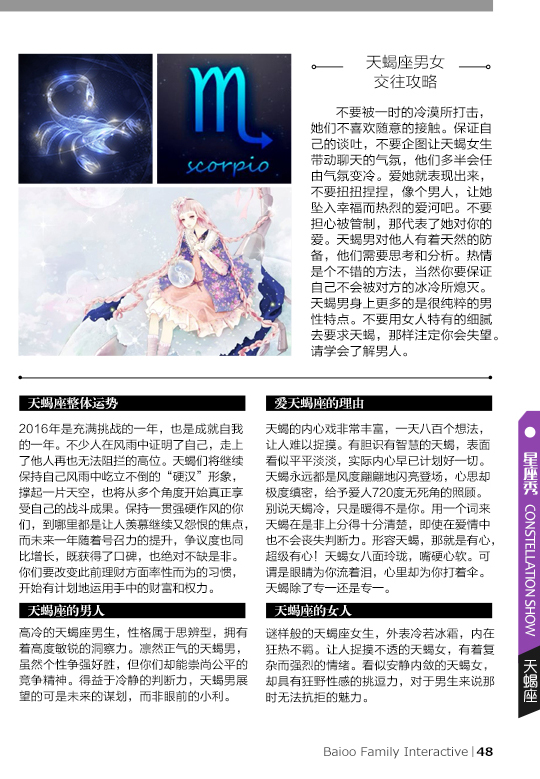 scorpio
天蝎座男女
交往攻略
不要被一时的冷漠所打击，
她们不喜欢随意的接触。保证自
己的谈吐，不要企图让天蝎女生
带动聊天的气氛，他们多半会任
由气氛变冷。爱她就表现出来，
不要扭扭捏捏，像个男人，让她
坠入幸福而热烈的爱河吧。不要
担心被管制，那代表了她对你的
爱。天蝎男对他人有着天然的防
备，他们需要思考和分析。热情
是个不错的方法，当然你要保证
自己不会被对方的冰冷所熄灭。
天蝎男身上更多的是很纯粹的男
性特点。不要用女人特有的细腻
去要求天蝎，那样注定你会失望。
请学会了解男人。
天蝎座整体运势
2016年是充满挑战的一年，也是成就自我
的一年。不少人在风雨中证明了自己，走上
了他人再也无法阻拦的高位。天蝎们将继续
保持自己风雨中屹立不倒的“硬汉”形象，
撑起一片天空，也将从多个角度开始真正享
受自己的战斗成果。保持一贯强硬作风的你
们，到哪里都是让人羡慕继续又怨恨的焦点，
而未来一年随着号召力的提升，争议度也同
比增长，既获得了口碑，也绝对不缺是非。
你们要改变此前理财方面率性而为的习惯，
开始有计划地运用手中的财富和权力。
天蝎座的男人
高冷的天蝎座男生，性格属于思辨型，拥有
着高度敏锐的洞察力。凛然正气的天蝎男，
虽然个性争强好胜，但你们却能崇尚公平的
竞争精神。得益于冷静的判断力，天蝎男展
望的可是未来的谋划，而非眼前的小利。
爱天蝎座的理由
天蝎的内心戏非常丰富，一天八百个想法，
让人难以捉摸。有胆识有智慧的天蝎，表面
看似平平淡淡，实际内心早已计划好一切。
天蝎永远都是风度翩翩地闪亮登场，心思却
极度缜密，给予爱人720度无死角的照顾。
别说天蝎冷，只是暖得不是你。用一个词来
天蝎在是非上分得十分清楚，即使在爱情中
也不会丧失判断力。形容天蝎，那就是有心，
超级有心！天蝎女八面玲珑，嘴硬心软。可
谓是眼睛为你流着泪，心里却为你打着伞。
天蝎除了专一还是专一。
天蝎座的女人
谜样般的天蝎座女生，外表冷若冰霜，内在
狂热不羁。让人捉摸不透的天蝎女，有着复
杂而强烈的情绪。看似安静内敛的天蝎女，
却具有狂野性感的挑逗力，对于男生来说那
时无法抗拒的魅力。
星座秀 CONSTELLATION SHOW
天蝎座
Baioo Family Interactive | 48